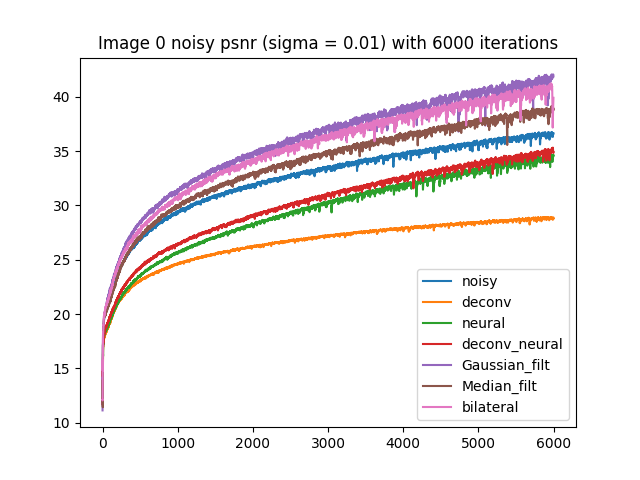 Image 0 noisy psnr (sigma = 0.01) with 6000 iterations
40
35
30
25
20
15
10
noisy
deconv
neural
deconv_neural
Gaussian_filt
Median_filt
bilateral
0 1000 2000 3000 4000 5000 6000